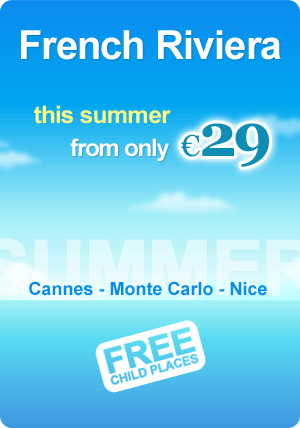 French Riviera
this summer
from only €29
SUMMER
Cannes - Monte Carlo - Nice
FREE
CHILD PLACES